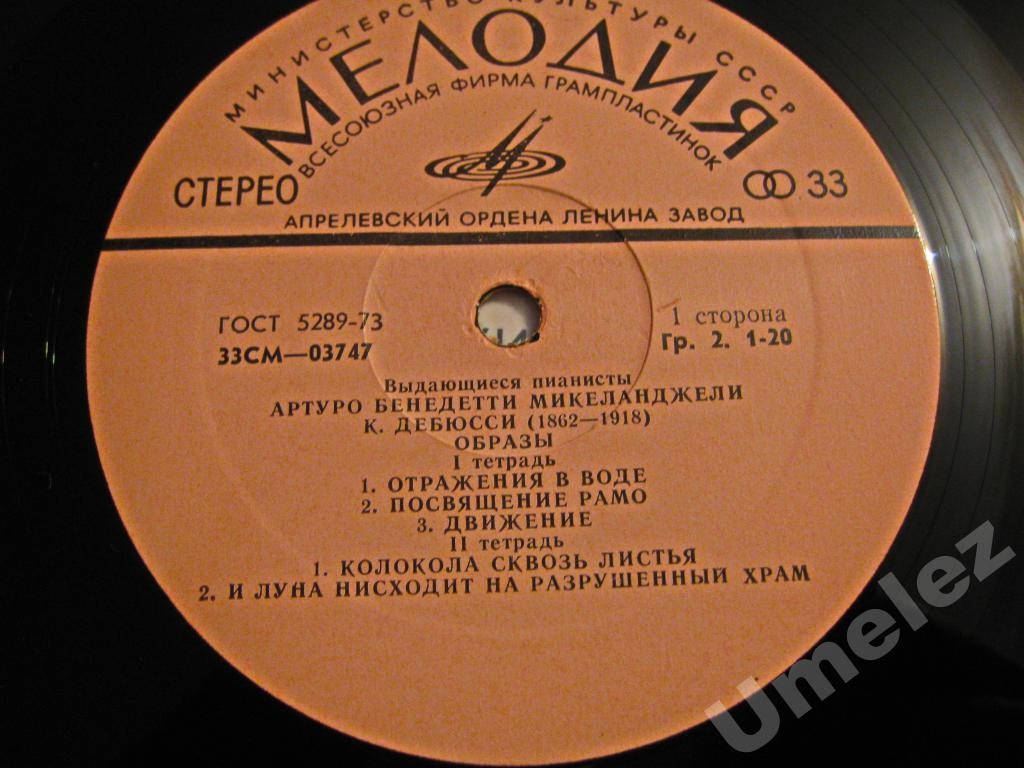 МИНИСТЕРСТВО КУЛЬТУРЫ СССР
МЕЛОДИЯ
ВСЕСОЮЗНАЯ ФИРМА ГРАМПЛАСТИНОК
СТЕРЕО
33
АПРЕЛЕВСКИЙ ОРДЕНА ЛЕНИНА ЗАВОД
ГОСТ 5289-73
1 сторона
33СМ—03747
Гр. 2. 1-20
Выдающиеся пианисты
АРТУРО БЕНЕДЕТТИ МИКЕЛАНДЖЕЛИ
К. ДЕБЮССИ (1862—1918)
ОБРАЗЫ
I тетрадь
1. ОТРАЖЕНИЯ В ВОДЕ
2. ПОСВЯЩЕНИЕ РАМО
3. ДВИЖЕНИЕ
II тетрадь
1. КОЛОКОЛА СКВОЗЬ ЛИСТЬЯ
2. И ЛУНА НИСХОДИТ НА РАЗРУШЕННЫЙ ХРАМ
Umelez